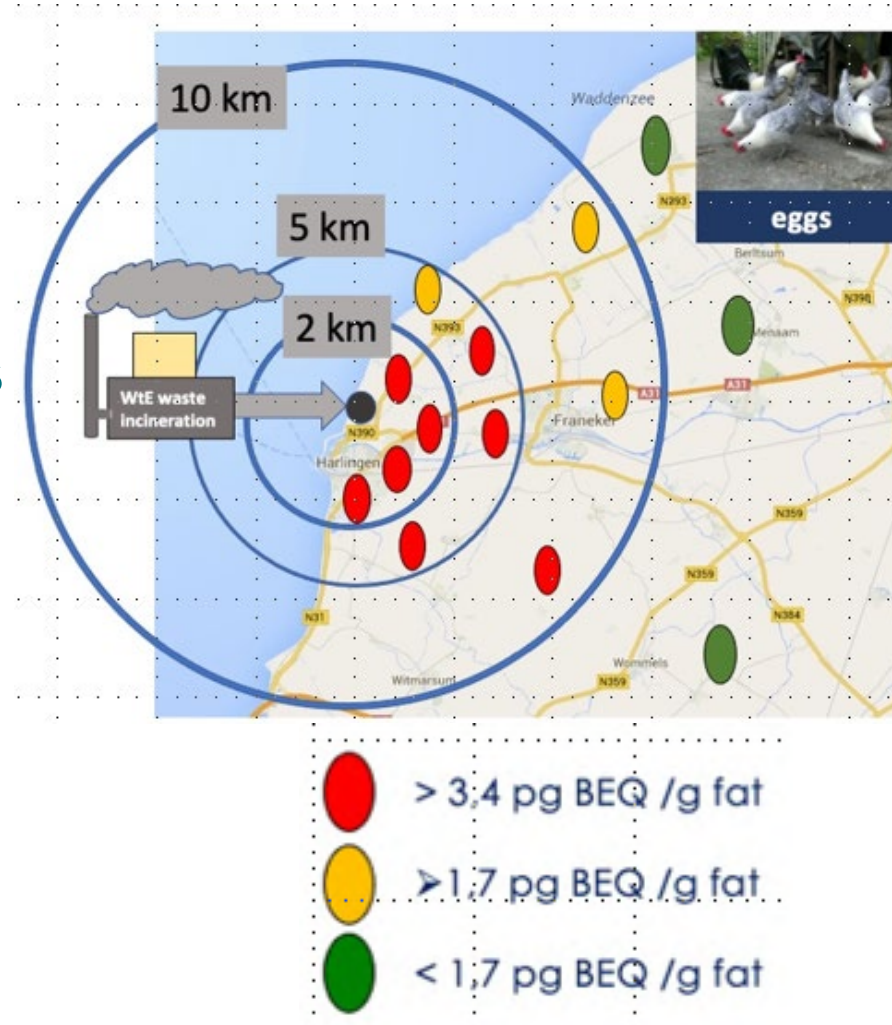 10 km
Waddenzee
N393
eggs
5 km
Berltsum
N398
2 km
N393
Menaam
A31
A31
WtE waste
incineration
N390
Franeker
Harlingen
N359
N359
N31
N384
Wommels
Witmarsum
N359
> 3,4 pg BEQ /g fat
➢1,7 pg BEQ /g fat
< 1,7 pg BEQ /g fat